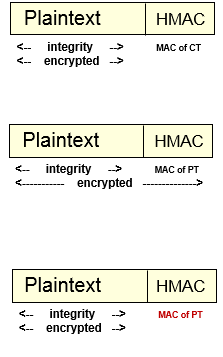 Plaintext HMAC
<-- integrity --> MAC of CT
<-- encrypted -->
Plaintext HMAC
<-- integrity --> MAC of PT
<----------- encrypted -------------->
Plaintext HMAC
<-- integrity --> MAC of PT
<-- encrypted -->